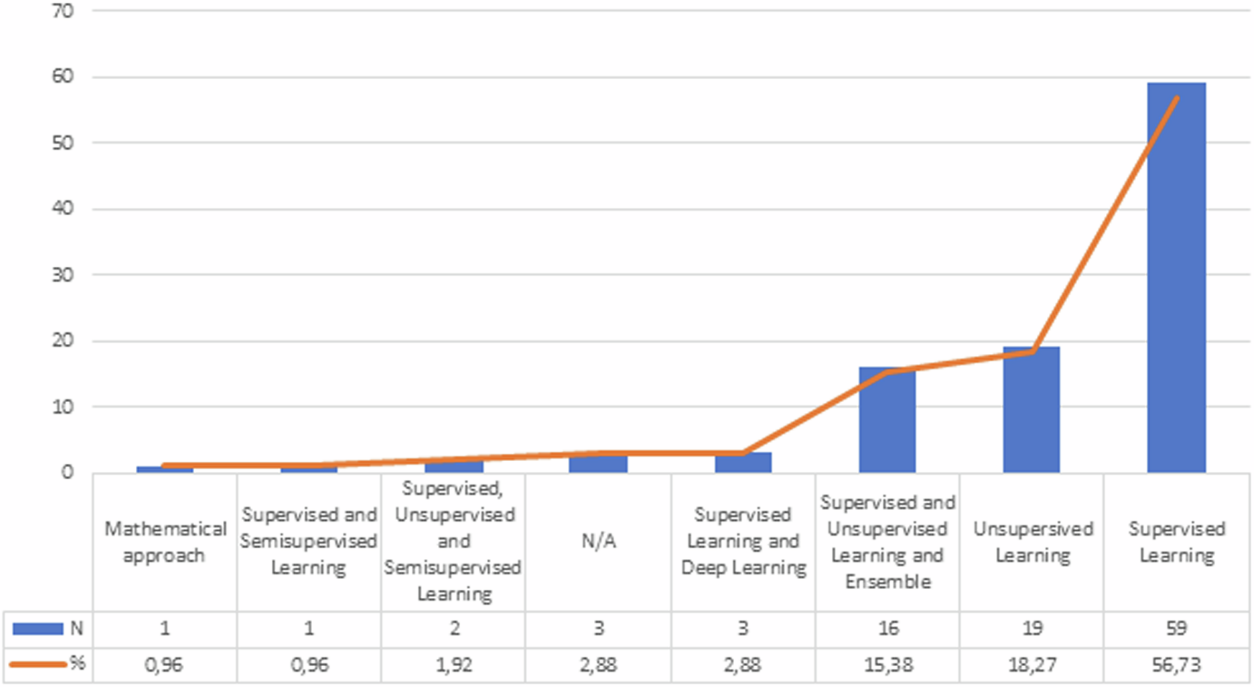 70
60
50
40
30
20
10
0
Mathematical
approach
Supervised and
Semisupervised
Learning
Supervised,
Unsupervised
and
Semisupervised
Learning
N/A
Supervised
Learning and
Deep Learning
Supervised and
Unsupervised
Learning and
Ensemble
Unsupersived
Learning
Supervised
Learning
N 1 1 2 3 3 16 19 59
% 0,96 0,96 1,92 2,88 2,88 15,38 18,27 56,73